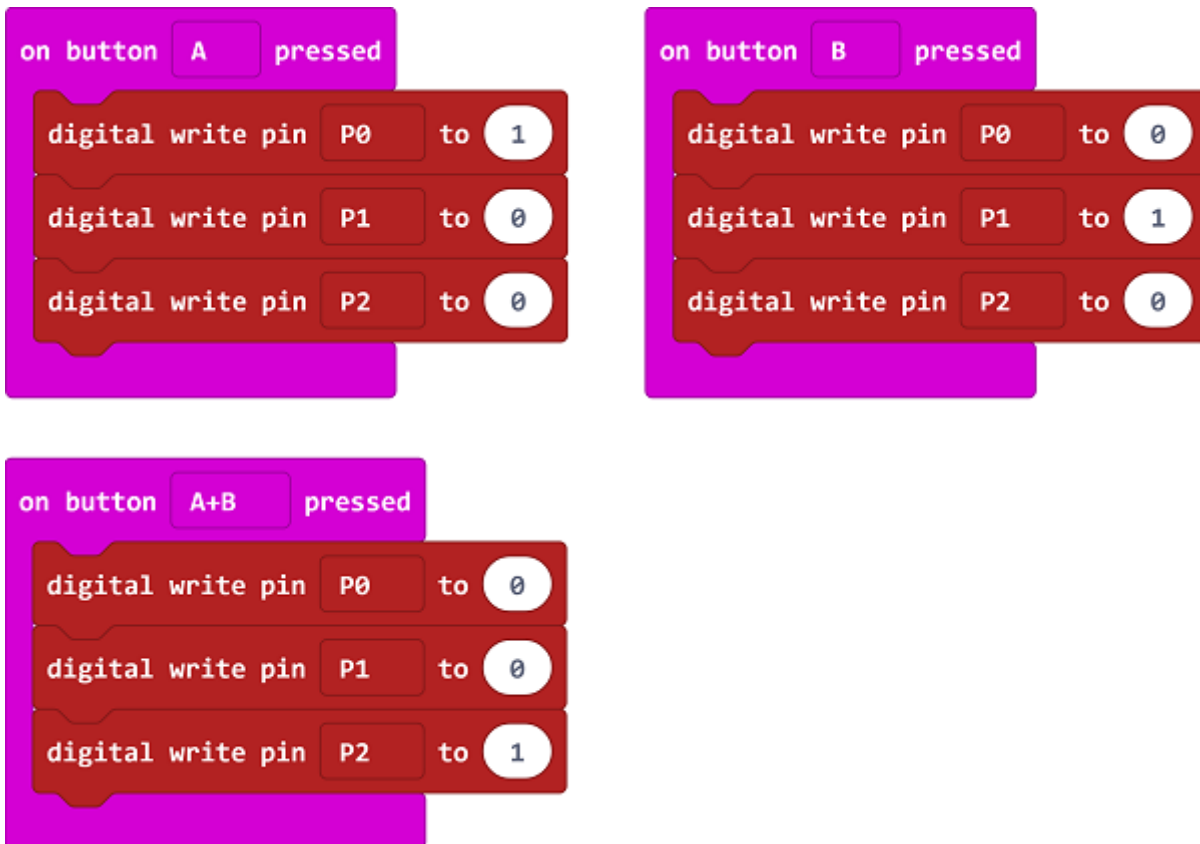 on button A pressed
digital write pin P0 to 1
digital write pin P1 to 0
digital write pin P2 to 0
on button B pressed
digital write pin P0 to 0
digital write pin P1 to 1
digital write pin P2 to 0
on button A+B pressed
digital write pin P0 to 0
digital write pin P1 to 0
digital write pin P2 to 1